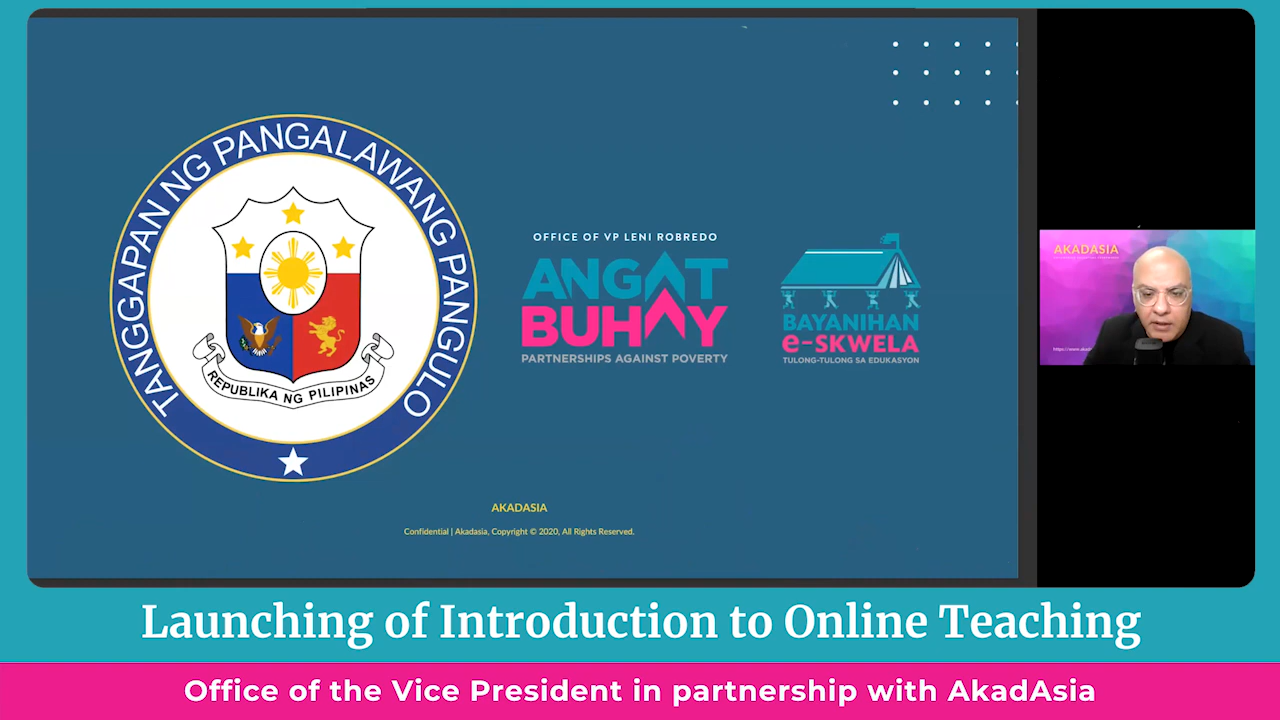 TANGGAPAN NG PANGALAWANG PANGULO
REPUBLIKA NG PILIPINAS
OFFICE OF VP LENI ROBREDO
ANGAT
BUHAY
PARTNERSHIPS AGAINST POVERTY
BAYANIHAN
e-SKWELA
TULONG-TULONG SA EDUKASYON
AKADASIA
Confidential | Akadasia, Copyright © 2020, All Rights Reserved.
AKADASIA
Launching of Introduction to Online Teaching
Office of the Vice President in partnership with AkadAsia